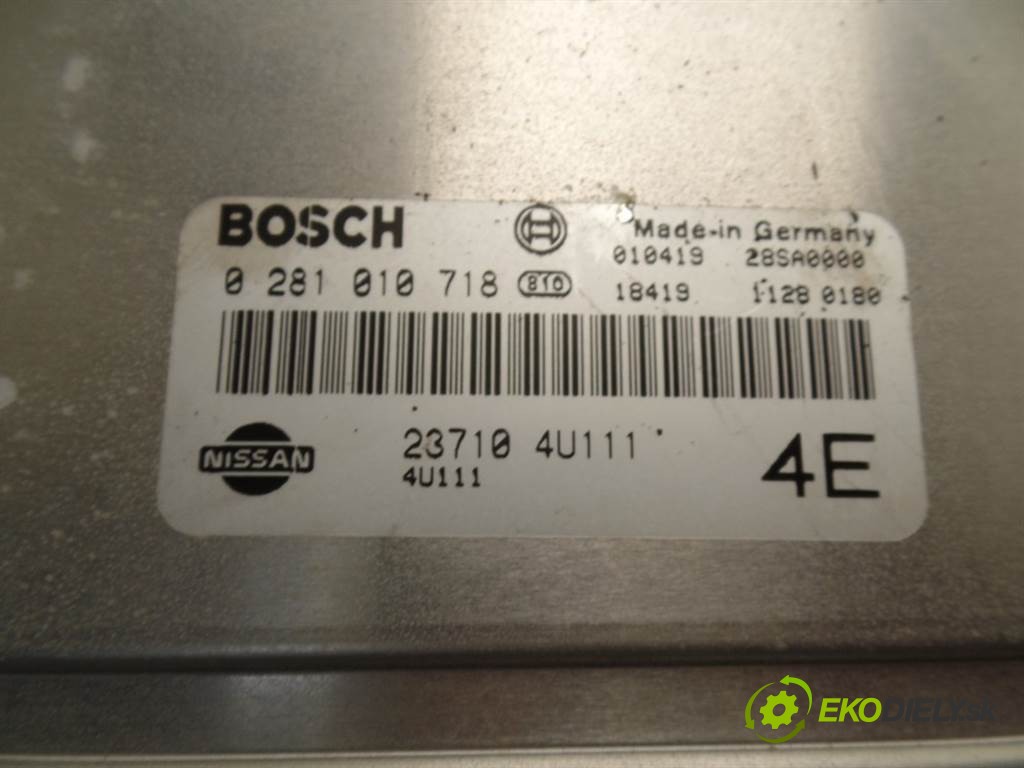 BOSCH Made-in Germany
010419 28SA0000
0 281 010 718 810 18419 1128 0180
NISSAN 23710 4U111 4E
4U111
EKODIELY.SK